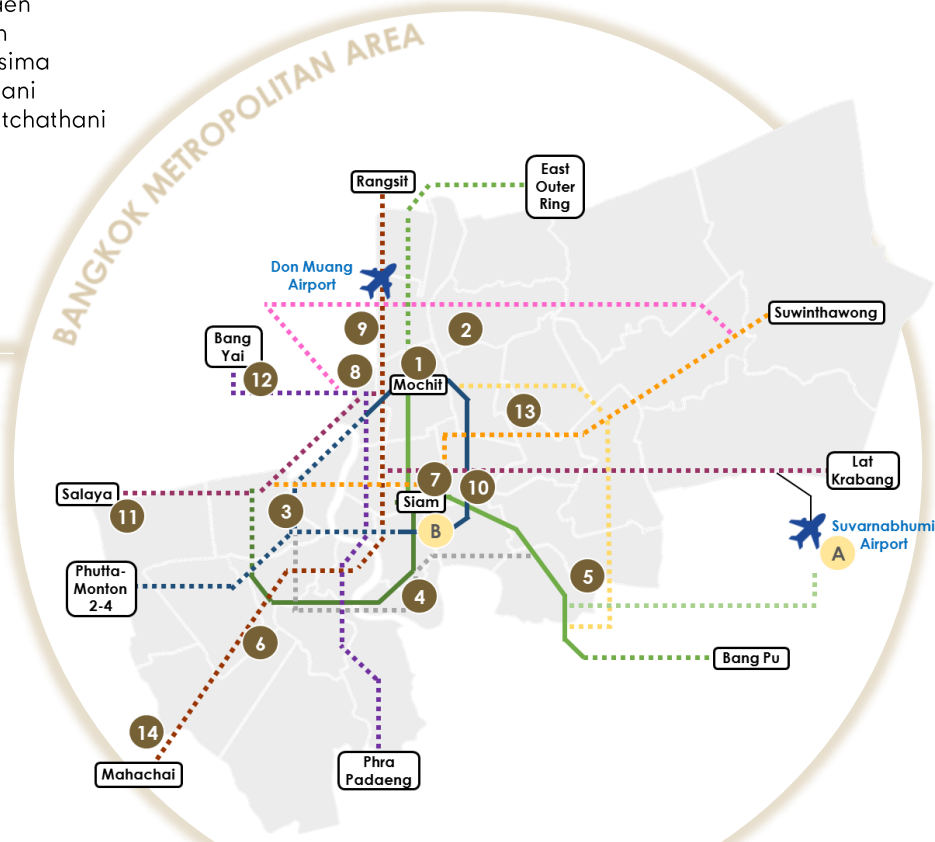 sima
ani
tchathani
BANGKOK METROPOLITAN AREA
Rangsit
East
Outer
Ring
Don Muang
Airport
Suwinthawong
9
2
Bang
Yai
12
8
1
Mochit
13
Lat
Krabang
7
10
Salaya
11
3
Siam
B
Suvarnabhumi
Airport
A
Phutta-
Monton
2-4
5
4
6
Bang Pu
14
Mahachai
Phra
Padaeng